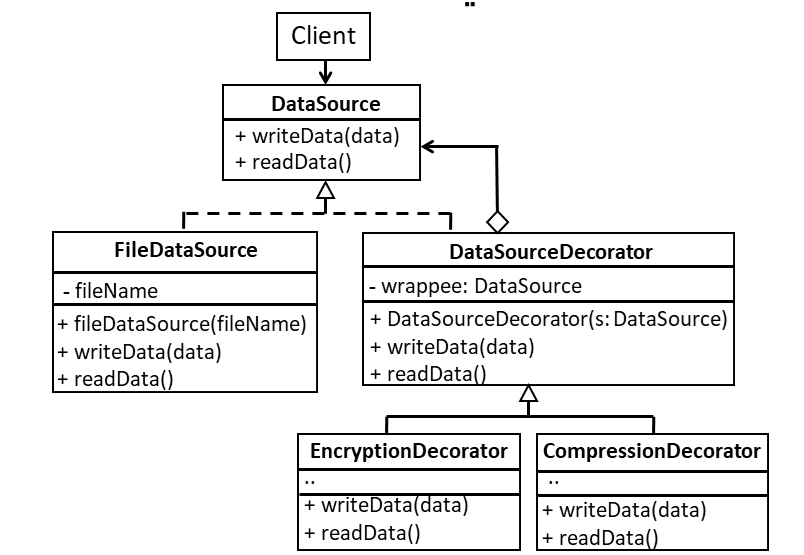 Client
DataSource
+ writeData(data)
+ readData()
FileDataSource
- fileName
+ fileDataSource(fileName)
+ writeData(data)
+ readData()
DataSourceDecorator
- wrappee: DataSource
+ DataSourceDecorator(s: DataSource)
+ writeData(data)
+ readData()
EncryptionDecorator
..
+ writeData(data)
+ readData()
CompressionDecorator
..
+ writeData(data)
+ readData()